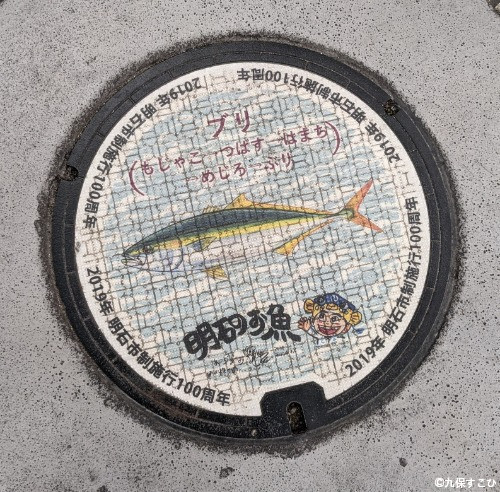 ブリ
(もじゃこ つばす はまち)
めじろ ぶり
明石のお魚
2019年 明石市制施行100周年
2019年 明石市制施行100周年
2019年 明石市制施行100周年
2019年 明石市制施行100周年
©九保すこひ